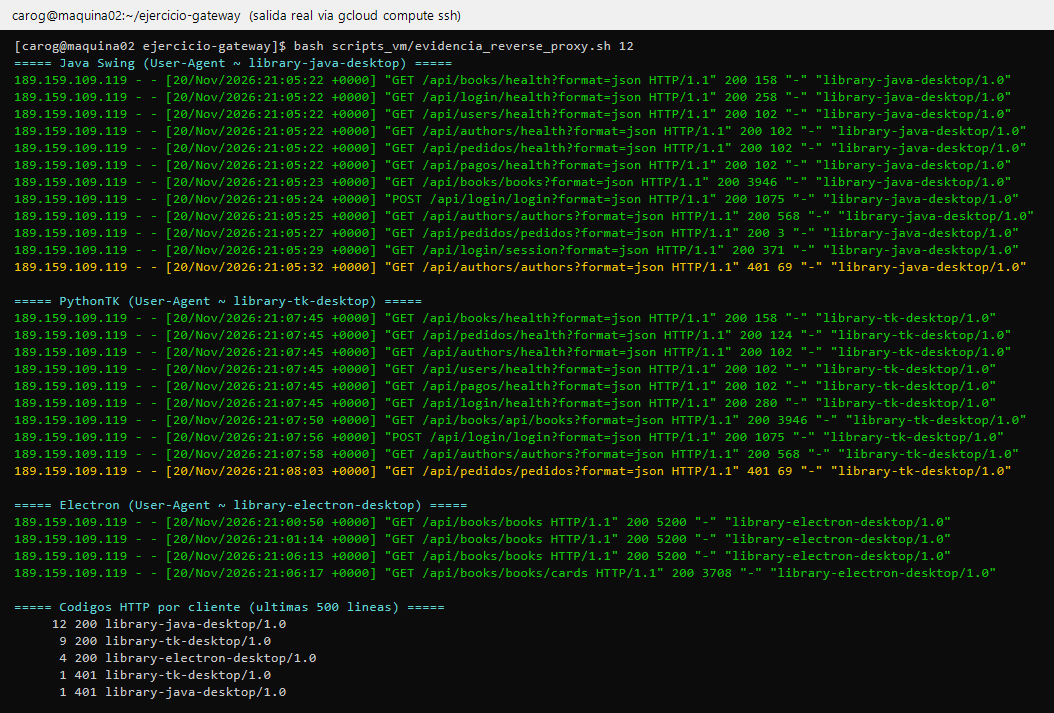 carog@maquina02:~/ejercicio-gateway  (salida real via gcloud compute ssh)
[carog@maquina02 ejercicio-gateway]$ bash scripts_vm/evidencia_reverse_proxy.sh 12
===== Java Swing (User-Agent ~ library-java-desktop) =====
189.159.109.119 - - [20/Nov/2026:21:05:22 +0000] "GET /api/books/health?format=json HTTP/1.1" 200 158 "-" "library-java-desktop/1.0"
189.159.109.119 - - [20/Nov/2026:21:05:22 +0000] "GET /api/login/health?format=json HTTP/1.1" 200 258 "-" "library-java-desktop/1.0"
189.159.109.119 - - [20/Nov/2026:21:05:22 +0000] "GET /api/users/health?format=json HTTP/1.1" 200 102 "-" "library-java-desktop/1.0"
189.159.109.119 - - [20/Nov/2026:21:05:22 +0000] "GET /api/authors/health?format=json HTTP/1.1" 200 102 "-" "library-java-desktop/1.0"
189.159.109.119 - - [20/Nov/2026:21:05:22 +0000] "GET /api/pedidos/health?format=json HTTP/1.1" 200 102 "-" "library-java-desktop/1.0"
189.159.109.119 - - [20/Nov/2026:21:05:22 +0000] "GET /api/pagos/health?format=json HTTP/1.1" 200 102 "-" "library-java-desktop/1.0"
189.159.109.119 - - [20/Nov/2026:21:05:23 +0000] "GET /api/books/books?format=json HTTP/1.1" 200 3946 "-" "library-java-desktop/1.0"
189.159.109.119 - - [20/Nov/2026:21:05:24 +0000] "POST /api/login/login?format=json HTTP/1.1" 200 1075 "-" "library-java-desktop/1.0"
189.159.109.119 - - [20/Nov/2026:21:05:25 +0000] "GET /api/authors/authors?format=json HTTP/1.1" 200 568 "-" "library-java-desktop/1.0"
189.159.109.119 - - [20/Nov/2026:21:05:27 +0000] "GET /api/pedidos/pedidos?format=json HTTP/1.1" 200 3 "-" "library-java-desktop/1.0"
189.159.109.119 - - [20/Nov/2026:21:05:29 +0000] "GET /api/login/session?format=json HTTP/1.1" 200 371 "-" "library-java-desktop/1.0"
189.159.109.119 - - [20/Nov/2026:21:05:32 +0000] "GET /api/authors/authors?format=json HTTP/1.1" 401 69 "-" "library-java-desktop/1.0"
===== PythonTK (User-Agent ~ library-tk-desktop) =====
189.159.109.119 - - [20/Nov/2026:21:07:45 +0000] "GET /api/books/health?format=json HTTP/1.1" 200 158 "-" "library-tk-desktop/1.0"
189.159.109.119 - - [20/Nov/2026:21:07:45 +0000] "GET /api/pedidos/health?format=json HTTP/1.1" 200 124 "-" "library-tk-desktop/1.0"
189.159.109.119 - - [20/Nov/2026:21:07:45 +0000] "GET /api/authors/health?format=json HTTP/1.1" 200 102 "-" "library-tk-desktop/1.0"
189.159.109.119 - - [20/Nov/2026:21:07:45 +0000] "GET /api/users/health?format=json HTTP/1.1" 200 102 "-" "library-tk-desktop/1.0"
189.159.109.119 - - [20/Nov/2026:21:07:45 +0000] "GET /api/pagos/health?format=json HTTP/1.1" 200 102 "-" "library-tk-desktop/1.0"
189.159.109.119 - - [20/Nov/2026:21:07:45 +0000] "GET /api/login/health?format=json HTTP/1.1" 200 280 "-" "library-tk-desktop/1.0"
189.159.109.119 - - [20/Nov/2026:21:07:50 +0000] "GET /api/books/api/books?format=json HTTP/1.1" 200 3946 "-" "library-tk-desktop/1.0"
189.159.109.119 - - [20/Nov/2026:21:07:56 +0000] "POST /api/login/login?format=json HTTP/1.1" 200 1075 "-" "library-tk-desktop/1.0"
189.159.109.119 - - [20/Nov/2026:21:07:58 +0000] "GET /api/authors/authors?format=json HTTP/1.1" 200 568 "-" "library-tk-desktop/1.0"
189.159.109.119 - - [20/Nov/2026:21:08:03 +0000] "GET /api/pedidos/pedidos?format=json HTTP/1.1" 401 69 "-" "library-tk-desktop/1.0"
===== Electron (User-Agent ~ library-electron-desktop) =====
189.159.109.119 - - [20/Nov/2026:21:00:50 +0000] "GET /api/books/books HTTP/1.1" 200 5200 "-" "library-electron-desktop/1.0"
189.159.109.119 - - [20/Nov/2026:21:01:14 +0000] "GET /api/books/books HTTP/1.1" 200 5200 "-" "library-electron-desktop/1.0"
189.159.109.119 - - [20/Nov/2026:21:06:13 +0000] "GET /api/books/books HTTP/1.1" 200 5200 "-" "library-electron-desktop/1.0"
189.159.109.119 - - [20/Nov/2026:21:06:17 +0000] "GET /api/books/books/cards HTTP/1.1" 200 3708 "-" "library-electron-desktop/1.0"
===== Codigos HTTP por cliente (ultimas 500 lineas) =====
12 200 library-java-desktop/1.0
9 200 library-tk-desktop/1.0
4 200 library-electron-desktop/1.0
1 401 library-tk-desktop/1.0
1 401 library-java-desktop/1.0